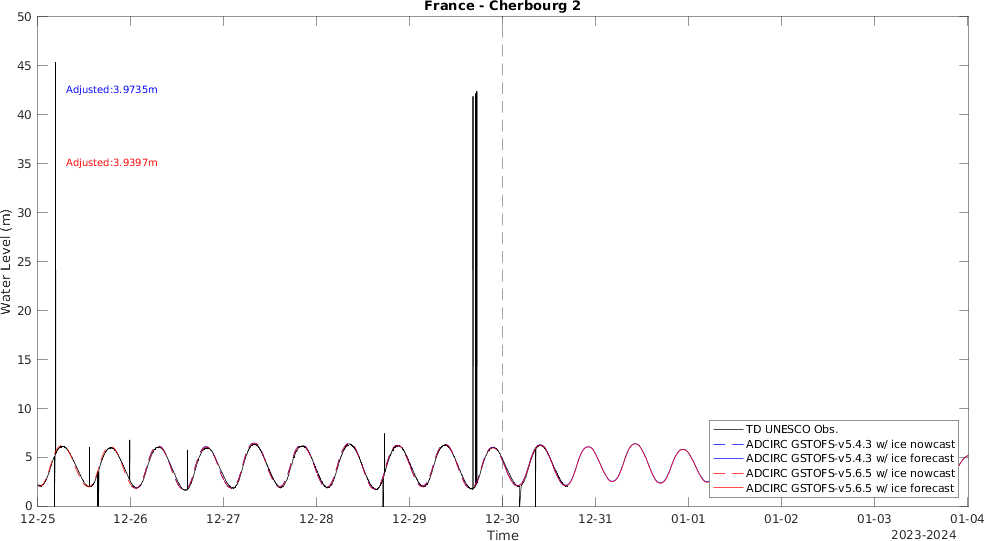 France - Cherbourg 2
50
45
40
35
30
25
20
15
10
5
0
Water Level (m)
Adjusted:3.9735m
Adjusted:3.9397m
TD UNESCO Obs.
ADCIRC GSTOFS-v5.4.3 w/ ice nowcast
ADCIRC GSTOFS-v5.4.3 w/ ice forecast
ADCIRC GSTOFS-v5.6.5 w/ ice nowcast
ADCIRC GSTOFS-v5.6.5 w/ ice forecast
12-25 12-26 12-27 12-28 12-29 12-30 12-31 01-01 01-02 01-03 01-04
Time
2023-2024